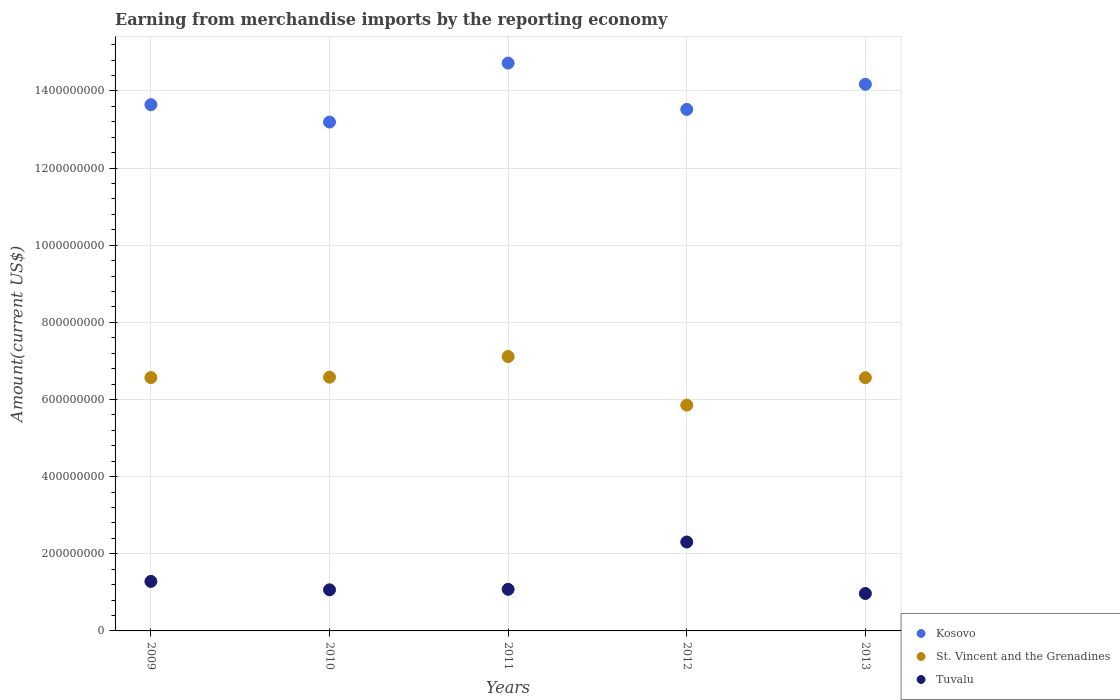 Earning from merchandise imports by the reporting economy
Amount(current US$)
1400000000
1200000000
1000000000
800000000
600000000
400000000
200000000
0
2009
2010
2011
2012
2013
Years
Kosovo
St. Vincent and the Grenadines
Tuvalu